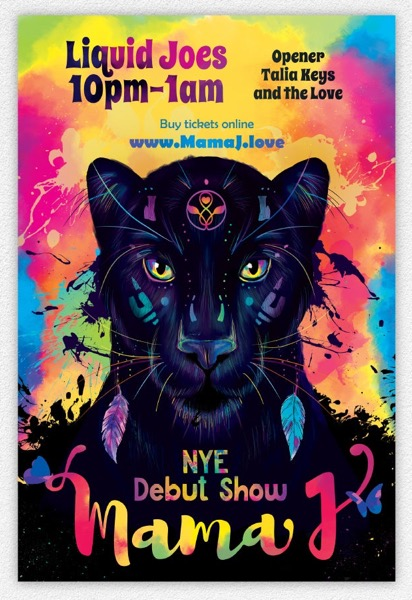 Liquid Joes
10pm-1am
Opener
Talia Keys
and the Love
Buy tickets online
www.MamaJ.love
NYE
Debut Show
Mama J